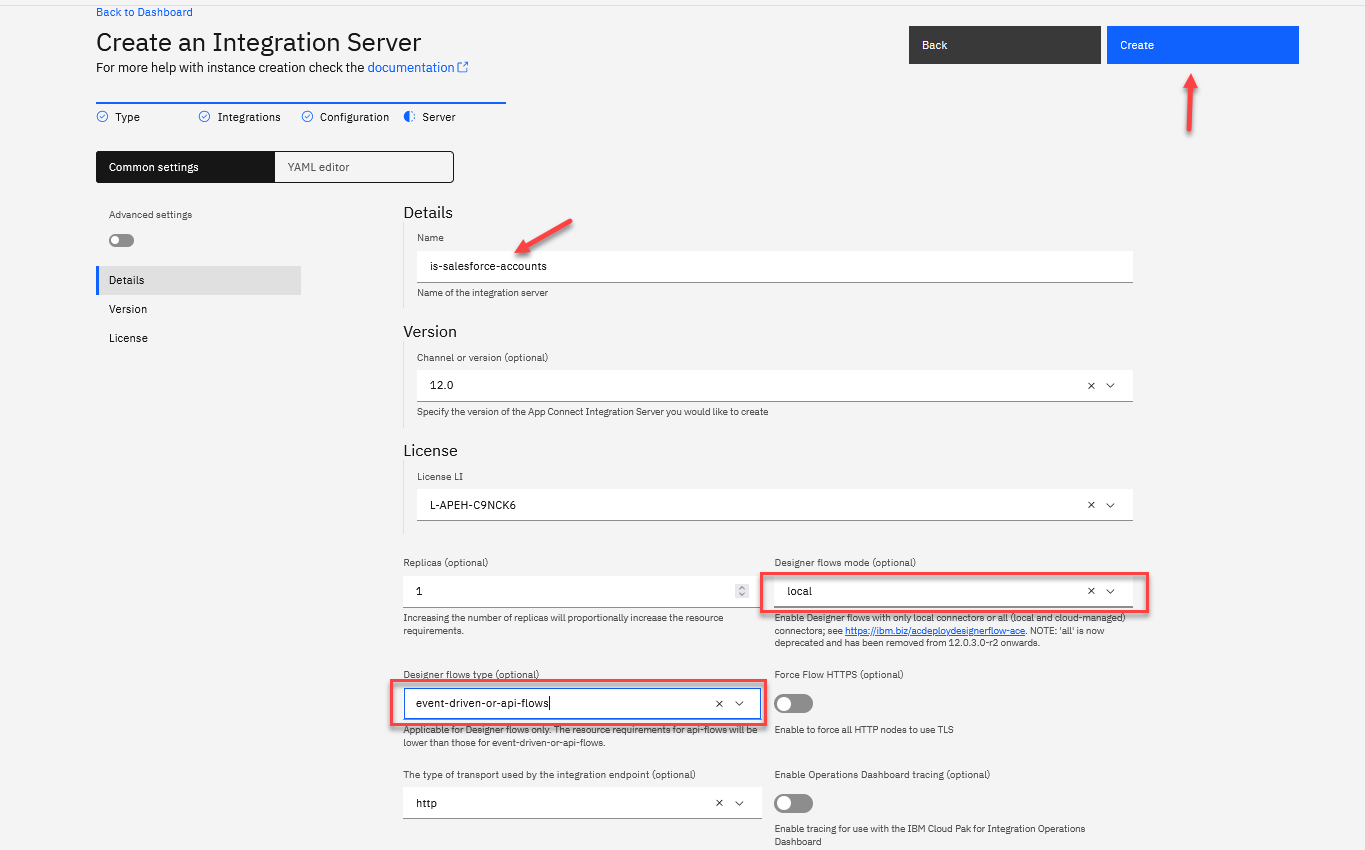 Back to Dashboard
Create an Integration Server
For more help with instance creation check the documentation
Back
Create
Type
Integrations
Configuration
Server
Common settings
YAML editor
Advanced settings
Details
Version
License
Details
Name
is-salesforce-accounts
Name of the integration server
Version
Channel or version (optional)
12.0
Specify the version of the App Connect Integration Server you would like to create
License
License LI
L-APEH-C9NCK6
Replicas (optional)
1
Increasing the number of replicas will proportionally increase the resource
requirements.
Designer flows mode (optional)
local
Enable Designer flows with only local connectors or all (local and cloud-managed)
connectors; see https://ibm.biz/acdeploydesignerflow-ace. NOTE: 'all' is now
deprecated and has been removed from 12.0.3.0-r2 onwards.
Designer flows type (optional)
event-driven-or-api-flows
Applicable for Designer flows only. The resource requirements for api-flows will be
lower than those for event-driven-or-api-flows.
Force Flow HTTPS (optional)
Enable to force all HTTP nodes to use TLS
The type of transport used by the integration endpoint (optional)
http
Enable Operations Dashboard tracing (optional)
Enable tracing for use with the IBM Cloud Pak for Integration Operations
Dashboard